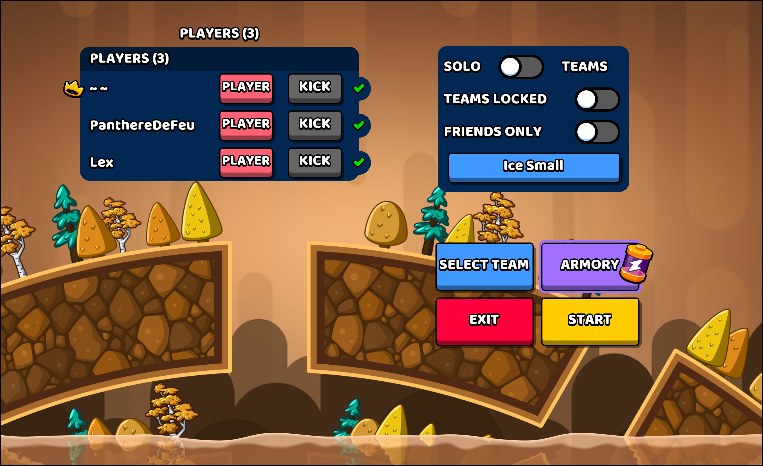 PLAYERS (3)
PLAYERS (3)
~~ PLAYER KICK
PanthereDeFeu PLAYER KICK
Lex PLAYER KICK
SOLO TEAMS
TEAMS LOCKED
FRIENDS ONLY
Ice Small
SELECT TEAM ARMORY
EXIT START